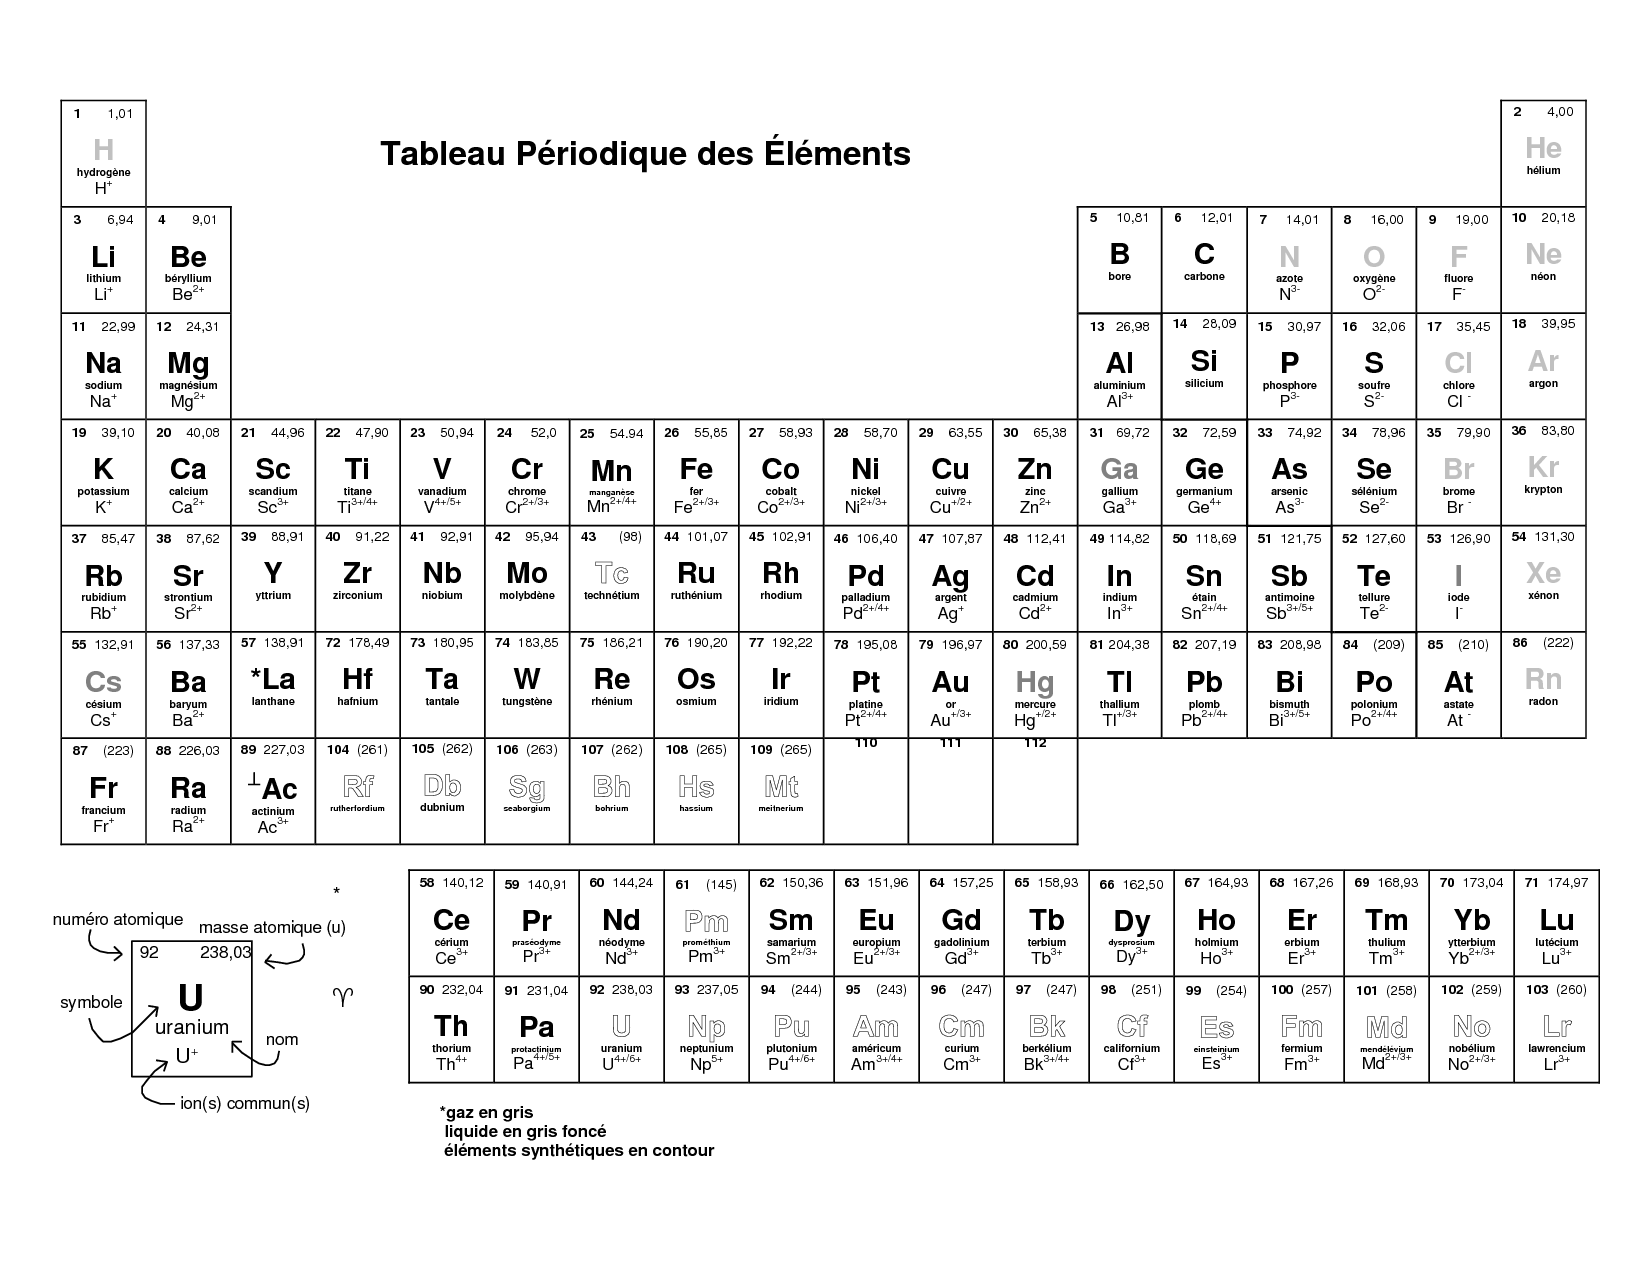 Tableau Périodique des Éléments
1 1,01 2 4,00
H He
hydrogène hélium
H+
3 6,94 4 9,01 5 10,81 6 12,01 7 14,01 8 16,00 9 19,00 10 20,18
Li Be B C N O F Ne
lithium béryllium bore carbone azote oxygène fluore néon
Li+ Be2+ N3- O2- F-
11 22,99 12 24,31 13 26,98 14 28,09 15 30,97 16 32,06 17 35,45 18 39,95
Na Mg Al Si P S Cl Ar
sodium magnésium aluminium silicium phosphore soufre chlore argon
Na+ Mg2+ Al3+ P3- S2- Cl -
19 39,10 20 40,08 21 44,96 22 47,90 23 50,94 24 52,0 25 54.94 26 55,85 27 58,93 28 58,70 29 63,55 30 65,38 31 69,72 32 72,59 33 74,92 34 78,96 35 79,90 36 83,80
K Ca Sc Ti V Cr Mn Fe Co Ni Cu Zn Ga Ge As Se Br Kr
potassium calcium scandium titane vanadium chrome manganèse fer cobalt nickel cuivre zinc gallium germanium arsenic sélénium brome krypton
K+ Ca2+ Sc3+ Ti3+/4+ V4+/5+ Cr2+/3+ Mn2+/4+ Fe2+/3+ Co2+/3+ Ni2+/3+ Cu+/2+ Zn2+ Ga3+ Ge4+ As3- Se2- Br -
37 85,47 38 87,62 39 88,91 40 91,22 41 92,91 42 95,94 43 (98) 44 101,07 45 102,91 46 106,40 47 107,87 48 112,41 49 114,82 50 118,69 51 121,75 52 127,60 53 126,90 54 131,30
Rb Sr Y Zr Nb Mo Tc Ru Rh Pd Ag Cd In Sn Sb Te I Xe
rubidium strontium yttrium zirconium niobium molybdène technétium ruthénium rhodium palladium argent cadmium indium étain antimoine tellure iode xénon
Rb+ Sr2+ Pd2+/4+ Ag+ Cd2+ In3+ Sn2+/4+ Sb3+/5+ Te2- I-
55 132,91 56 137,33 57 138,91 72 178,49 73 180,95 74 183,85 75 186,21 76 190,20 77 192,22 78 195,08 79 196,97 80 200,59 81 204,38 82 207,19 83 208,98 84 (209) 85 (210) 86 (222)
Cs Ba *La Hf Ta W Re Os Ir Pt Au Hg Tl Pb Bi Po At Rn
césium baryum lanthane hafnium tantale tungstène rhénium osmium iridium platine or mercure thallium plomb bismuth polonium astate radon
Cs+ Ba2+ Pt2+/4+ Au+/3+ Hg+/2+ Tl+/3+ Pb2+/4+ Bi3+/5+ Po2+/4+ At -
87 (223) 88 226,03 89 227,03 104 (261) 105 (262) 106 (263) 107 (262) 108 (265) 109 (265) 110 111 112
Fr Ra ┴Ac Rf Db Sg Bh Hs Mt
francium radium actinium rutherfordium dubnium seaborgium bohrium hassium meitnerium
Fr+ Ra2+ Ac3+
*
58 140,12 59 140,91 60 144,24 61 (145) 62 150,36 63 151,96 64 157,25 65 158,93 66 162,50 67 164,93 68 167,26 69 168,93 70 173,04 71 174,97
Ce Pr Nd Pm Sm Eu Gd Tb Dy Ho Er Tm Yb Lu
cérium praséodyme néodyme prométhium samarium europium gadolinium terbium dysprosium holmium erbium thulium ytterbium lutécium
Ce3+ Pr3+ Nd3+ Pm3+ Sm2+/3+ Eu2+/3+ Gd3+ Tb3+ Dy3+ Ho3+ Er3+ Tm3+ Yb2+/3+ Lu3+
♈
90 232,04 91 231,04 92 238,03 93 237,05 94 (244) 95 (243) 96 (247) 97 (247) 98 (251) 99 (254) 100 (257) 101 (258) 102 (259) 103 (260)
Th Pa U Np Pu Am Cm Bk Cf Es Fm Md No Lr
thorium protactinium uranium neptunium plutonium américum curium berkélium californium einsteinium fermium mendélévium nobélium lawrencium
Th4+ Pa4+/5+ U4+/6+ Np5+ Pu4+/6+ Am3+/4+ Cm3+ Bk3+/4+ Cf3+ Es3+ Fm3+ Md2+/3+ No2+/3+ Lr3+
numéro atomique
masse atomique (u)
92 238,03
symbole
U
uranium
nom
U+
ion(s) commun(s)
*gaz en gris
liquide en gris foncé
éléments synthétiques en contour